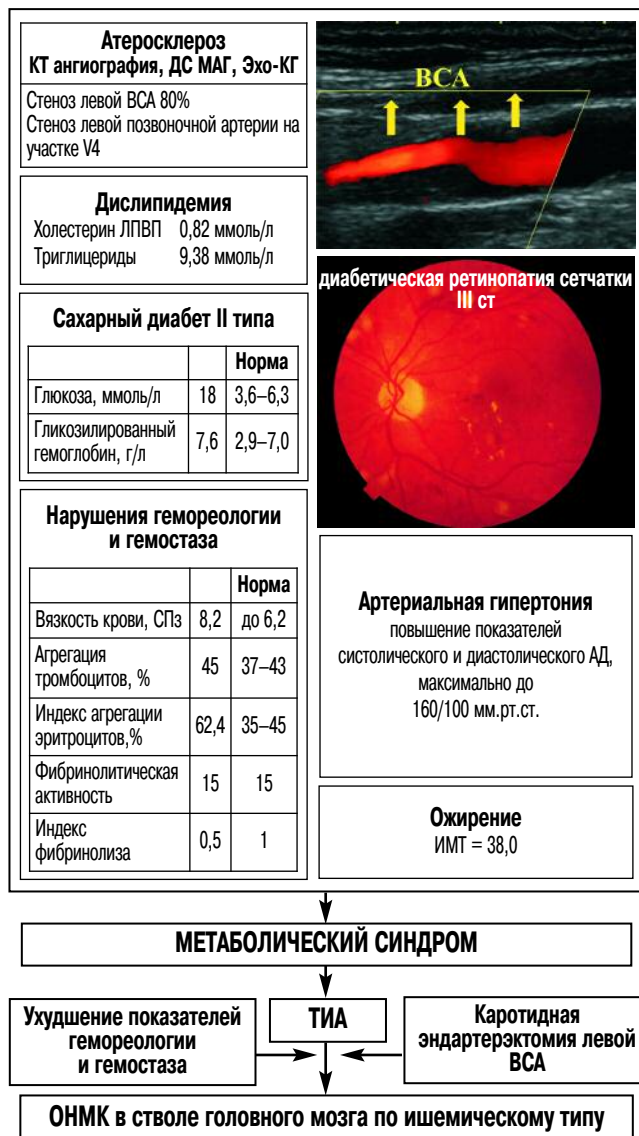 Атеросклероз
КТ ангиография, ДС МАГ, Эхо-КГ
Стеноз левой ВСА 80%
Стеноз левой позвоночной артерии на
участке V4
ВСА
Дислипидемия
Холестерин ЛПВП 0,82 ммоль/л
Триглицериды 9,38 ммоль/л
диабетическая ретинопатия сетчатки
III ст
Сахарный диабет II типа
Норма
Глюкоза, ммоль/л 18 3,6–6,3
Гликозилированный
гемоглобин, г/л 7,6 2,9–7,0
Нарушения гемореологии
и гемостаза
Норма
Вязкость крови, СПз 8,2 до 6,2
Агрегация
тромбоцитов, % 45 37–43
Индекс агрегации
эритроцитов,% 62,4 35–45
Фибринолитическая
активность 15 15
Индекс
фибринолиза 0,5 1
Артериальная гипертония
повышение показателей
систолического и диастолического АД,
максимально до
160/100 мм.рт.ст.
Ожирение
ИМТ = 38,0
МЕТАБОЛИЧЕСКИЙ СИНДРОМ
Ухудшение показателей
гемореологии
и гемостаза
ТИА
Каротидная
эндартерэктомия левой
ВСА
ОНМК в стволе головного мозга по ишемическому типу